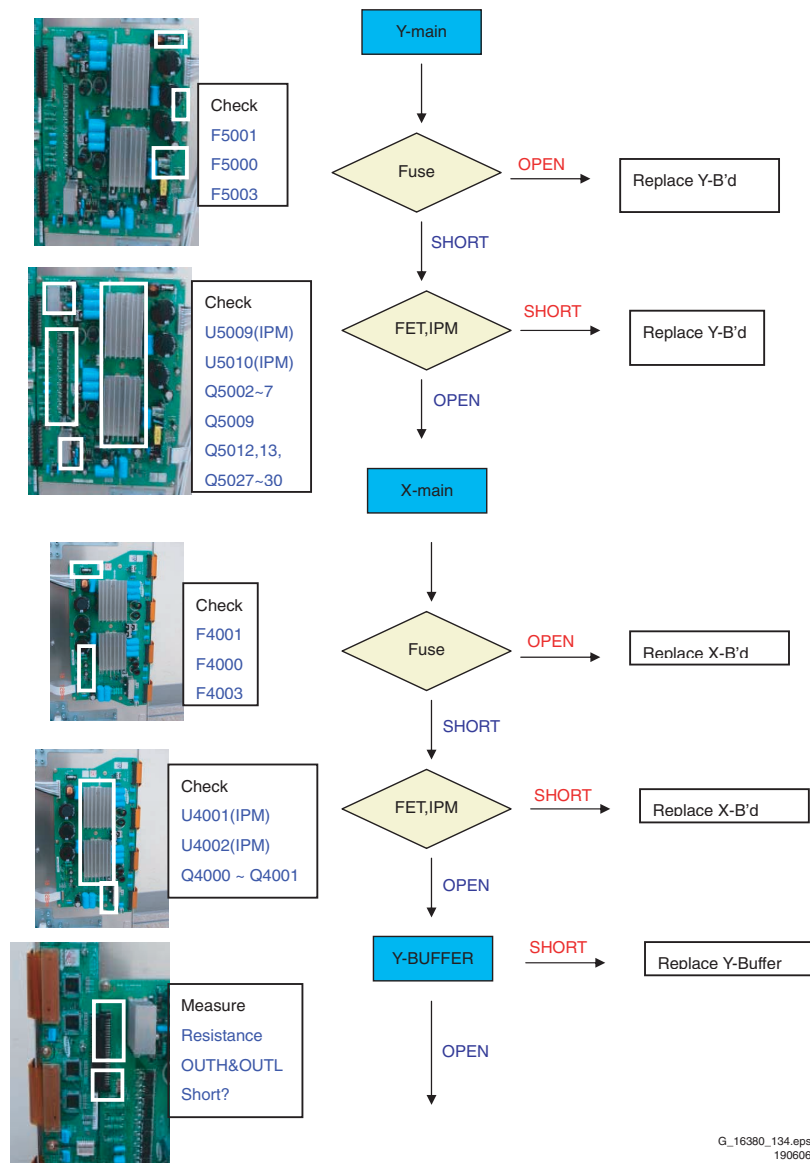 Y-main
Check
F5001
F5000
F5003
Fuse
OPEN
Replace Y-B'd
SHORT
Check
U5009(IPM)
U5010(IPM)
Q5002~7
Q5009
Q5012,13,
Q5027~30
FET,IPM
SHORT
Replace Y-B'd
OPEN
X-main
Check
F4001
F4000
F4003
Fuse
OPEN
Replace X-B'd
SHORT
Check
U4001(IPM)
U4002(IPM)
Q4000 ~ Q4001
FET,IPM
SHORT
Replace X-B'd
OPEN
Y-BUFFER
SHORT
Replace Y-Buffer
Measure
Resistance
OUTH&OUTL
Short?
OPEN
G_16380_134.eps
190606